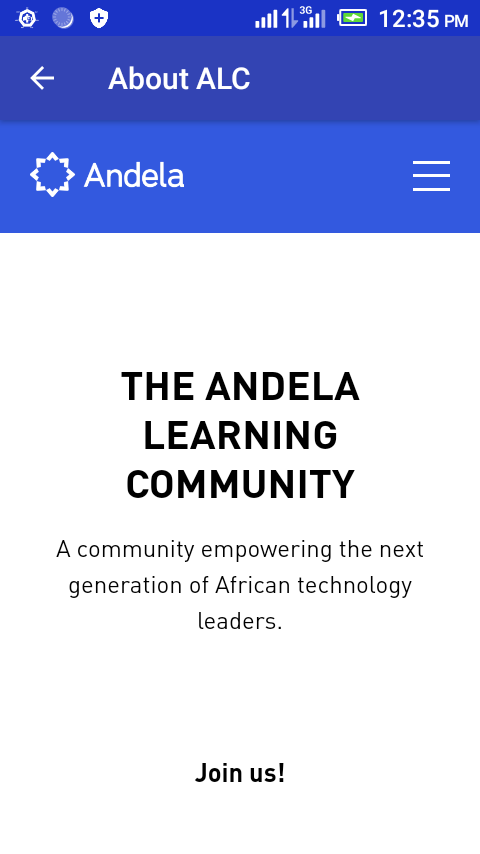 3G 12:35 PM
About ALC
Andela
THE ANDELA
LEARNING
COMMUNITY
A community empowering the next
generation of African technology
leaders.
Join us!